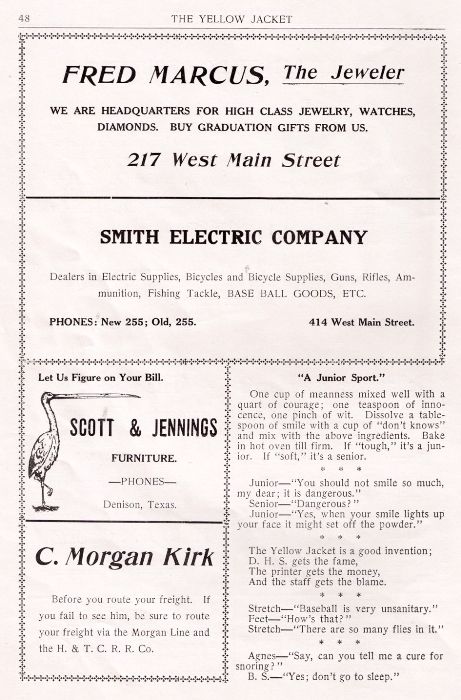 48
THE YELLOW JACKET
FRED MARCUS, The Jeweler
WE ARE HEADQUARTERS FOR HIGH CLASS JEWELRY, WATCHES,
DIAMONDS. BUY GRADUATION GIFTS FROM US.
217 West Main Street
SMITH ELECTRIC COMPANY
Dealers in Electric Supplies, Bicycles and Bicycle Supplies, Guns, Rifles, Am-
munition, Fishing Tackle, BASE BALL GOODS, ETC.
PHONES: New 255; Old, 255.
414 West Main Street.
Let Us Figure on Your Bill.
SCOTT & JENNINGS
FURNITURE.
—PHONES—
Denison, Texas.
C. Morgan Kirk
Before you route your freight. If
you fail to see him, be sure to route
your freight via the Morgan Line and
the H. & T. C. R. R. Co.
"A Junior Sport."
One cup of meanness mixed well with a
quart of courage; one teaspoon of inno-
cence, one pinch of wit. Dissolve a table-
spoon of smile with a cup of "don't knows"
and mix with the above ingredients. Bake
in hot oven till firm. If "tough," it's a jun-
ior. If "soft," it's a senior.
* * *
Junior—"You should not smile so much,
my dear; it is dangerous."
Senior—"Dangerous?"
Junior—"Yes, when your smile lights up
your face it might set off the powder."
* * *
The Yellow Jacket is a good invention;
D. H. S. gets the fame,
The printer gets the money,
And the staff gets the blame.
* * *
Stretch—"Baseball is very unsanitary."
Feet—"How's that?"
Stretch—"There are so many flies in it."
* * *
Agnes—"Say, can you tell me a cure for
snoring?"
B. S.—"Yes; don't go to sleep."